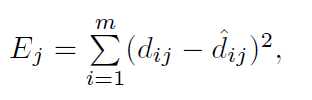 $E_j = \sum_{i=1}^{m} (d_{ij} - \hat{d}_{ij})^2,$